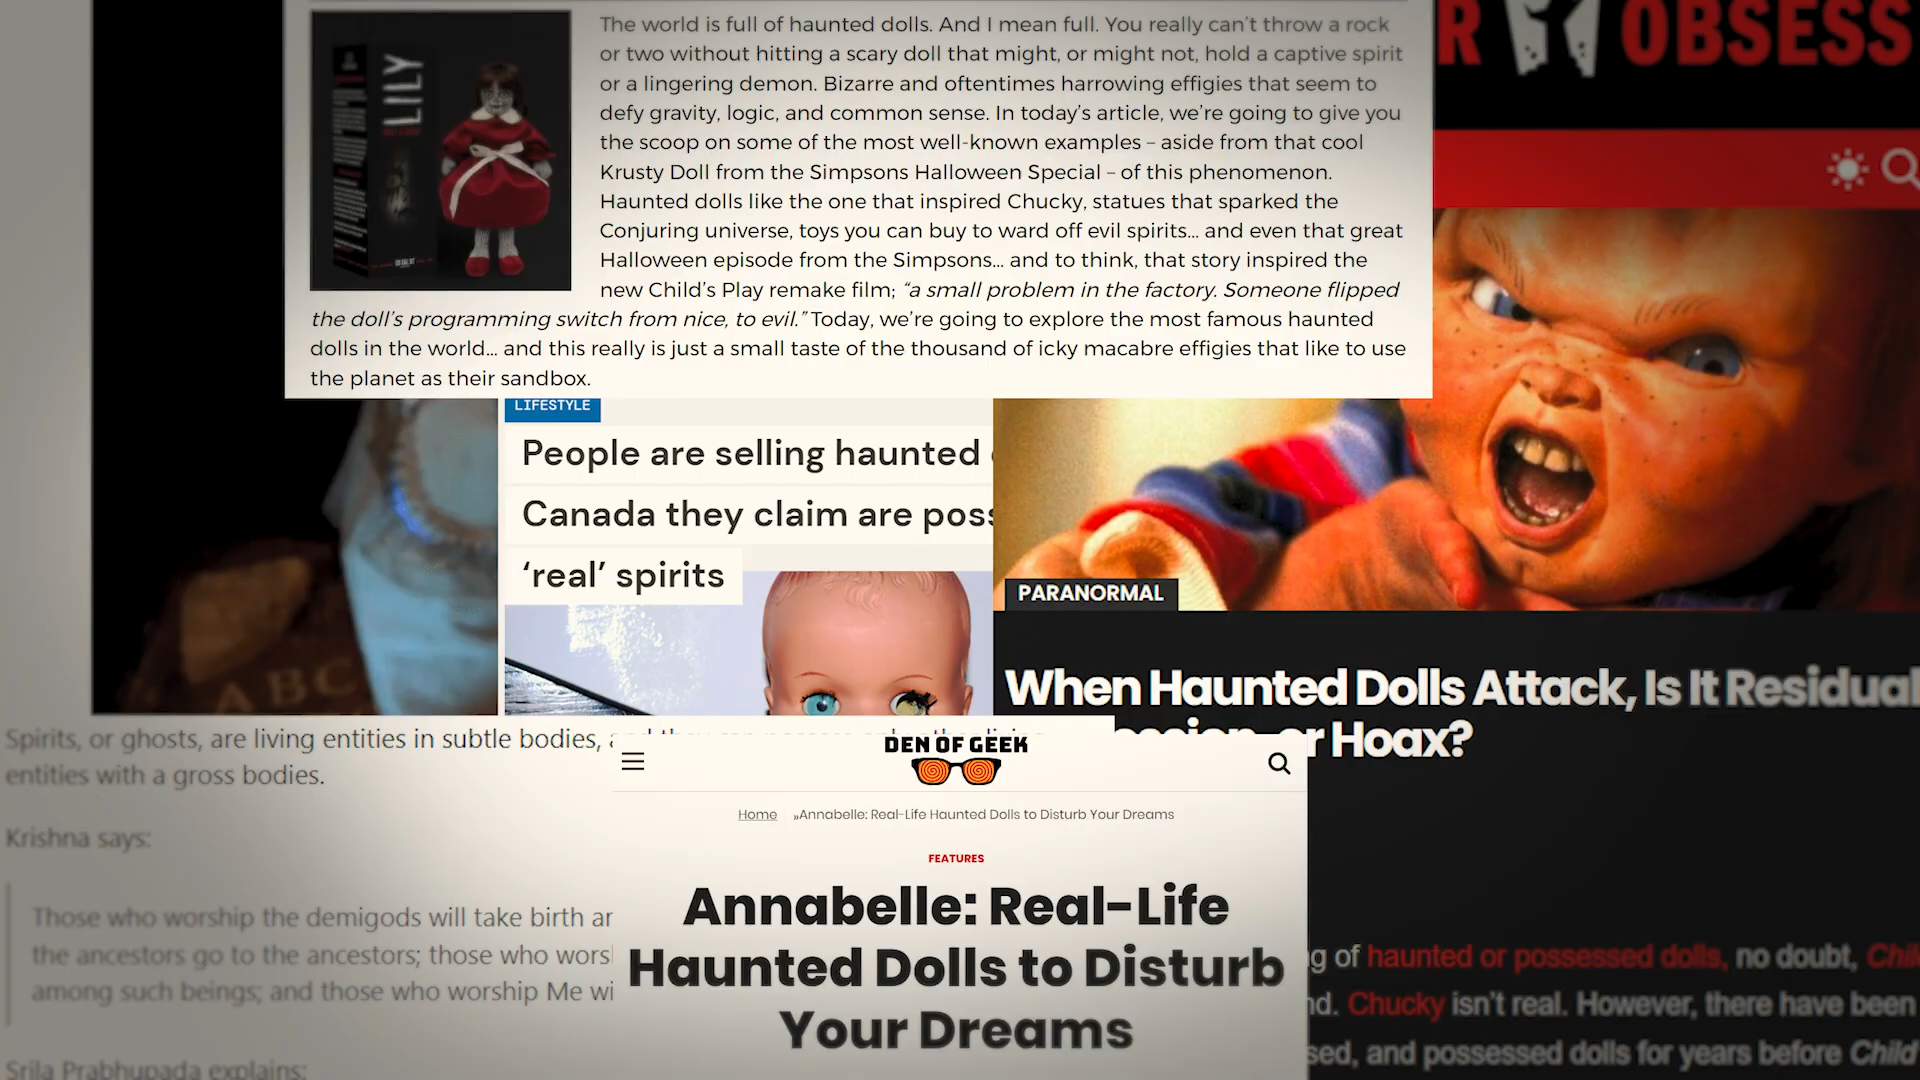 The world is full of haunted dolls. And I mean full. You really can’t throw a rock
or two without hitting a scary doll that might, or might not, hold a captive spirit
or a lingering demon. Bizarre and oftentimes harrowing effigies that seem to
defy gravity, logic, and common sense. In today’s article, we’re going to give you
the scoop on some of the most well-known examples – aside from that cool
Krusty Doll from the Simpsons Halloween Special – of this phenomenon.
Haunted dolls like the one that inspired Chucky, statues that sparked the
Conjuring universe, toys you can buy to ward off evil spirits… and even that great
Halloween episode from the Simpsons… and to think, that story inspired the
new Child’s Play remake film; “a small problem in the factory. Someone flipped
the doll’s programming switch from nice, to evil.” Today, we’re going to explore the most famous haunted
dolls in the world… and this really is just a small taste of the thousand of icky macabre effigies that like to use
the planet as their sandbox.
LILY
R OBSESS
LIFESTYLE
People are selling haunted
Canada they claim are poss
‘real’ spirits
ABC
PARANORMAL
When Haunted Dolls Attack, Is It Residual
or Hoax?
Spirits, or ghosts, are living entities in subtle bodies,
entities with a gross bodies.
Krishna says:
Those who worship the demigods will take birth
the ancestors go to the ancestors; those who
among such beings; and those who worship Me
Srila Prabhupada explains:
DEN OF GEEK
Home »Annabelle: Real-Life Haunted Dolls to Disturb Your Dreams
FEATURES
Annabelle: Real-Life
Haunted Dolls to Disturb
Your Dreams
g of haunted or possessed dolls, no doubt,
Chucky isn’t real. However, there have been
sed, and possessed dolls for years before Child